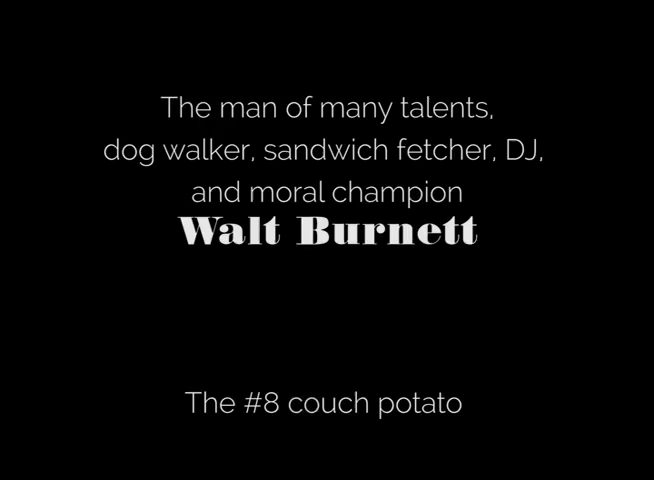 The man of many talents,
dog walker, sandwich fetcher, DJ,
and moral champion
Walt Burnett
The #8 couch potato